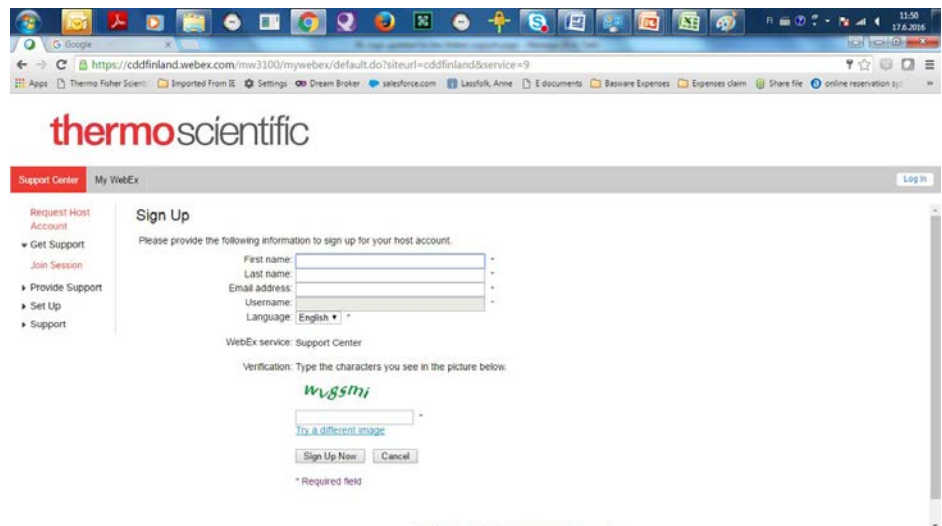 11:50
17.6.2016
FI
Google
https://cddfinland.webex.com/mw3100/mywebex/default.do?siteurl=cddfinland&service=9
Apps Thermo Fisher Scient Imported From IE Settings Dream Broker salesforce.com Lassfolk, Anne E documents Basware Expenses Expenses claim Share file online reservation sy
thermoscientific
Support Center My WebEx Log In
Request Host
Account
Get Support
Join Session
Provide Support
Set Up
Support
Sign Up
Please provide the following information to sign up for your host account.
First name: *
Last name: *
Email address: *
Username: *
Language: English *
WebEx service: Support Center
Verification: Type the characters you see in the picture below.
wvgsmi
*
Try a different image
Sign Up Now Cancel
* Required field